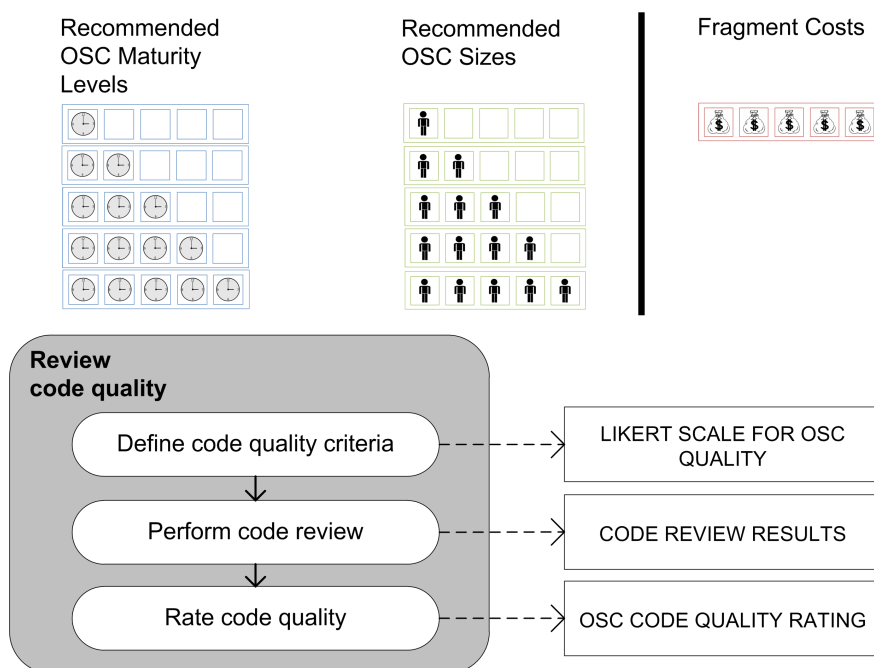 Recommended
OSC Maturity
Levels
Recommended
OSC Sizes
Fragment Costs
$ $ $ $ $
Review
code quality
Define code quality criteria
LIKERT SCALE FOR OSC
QUALITY
Perform code review
CODE REVIEW RESULTS
Rate code quality
OSC CODE QUALITY RATING